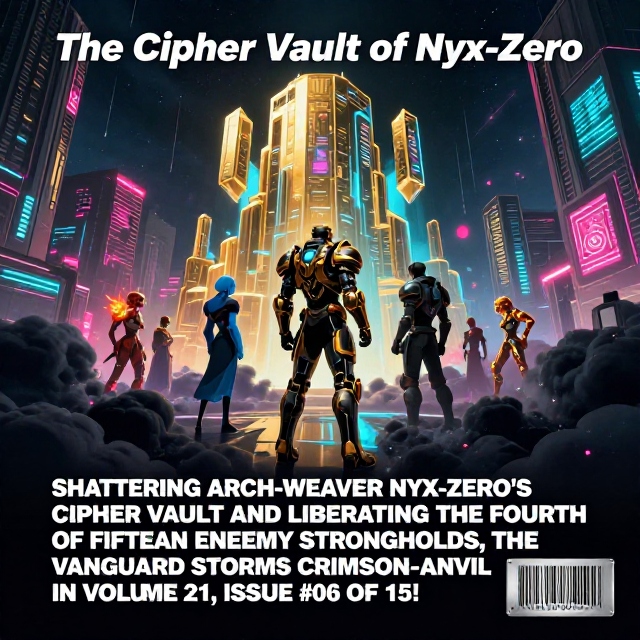 The Cipher Vault of Nyx-Zero
SHATTERING ARCH-WEAVER NYX-ZERO'S
CIPHER VAULT AND LIBERATING THE FOURTH
OF FIFTEAN ENEEMY STRONGHOLDS, THE
VANGUARD STORMS CRIMSON-ANVIL
IN VOLUME 21, ISSUE #06 OF 15!